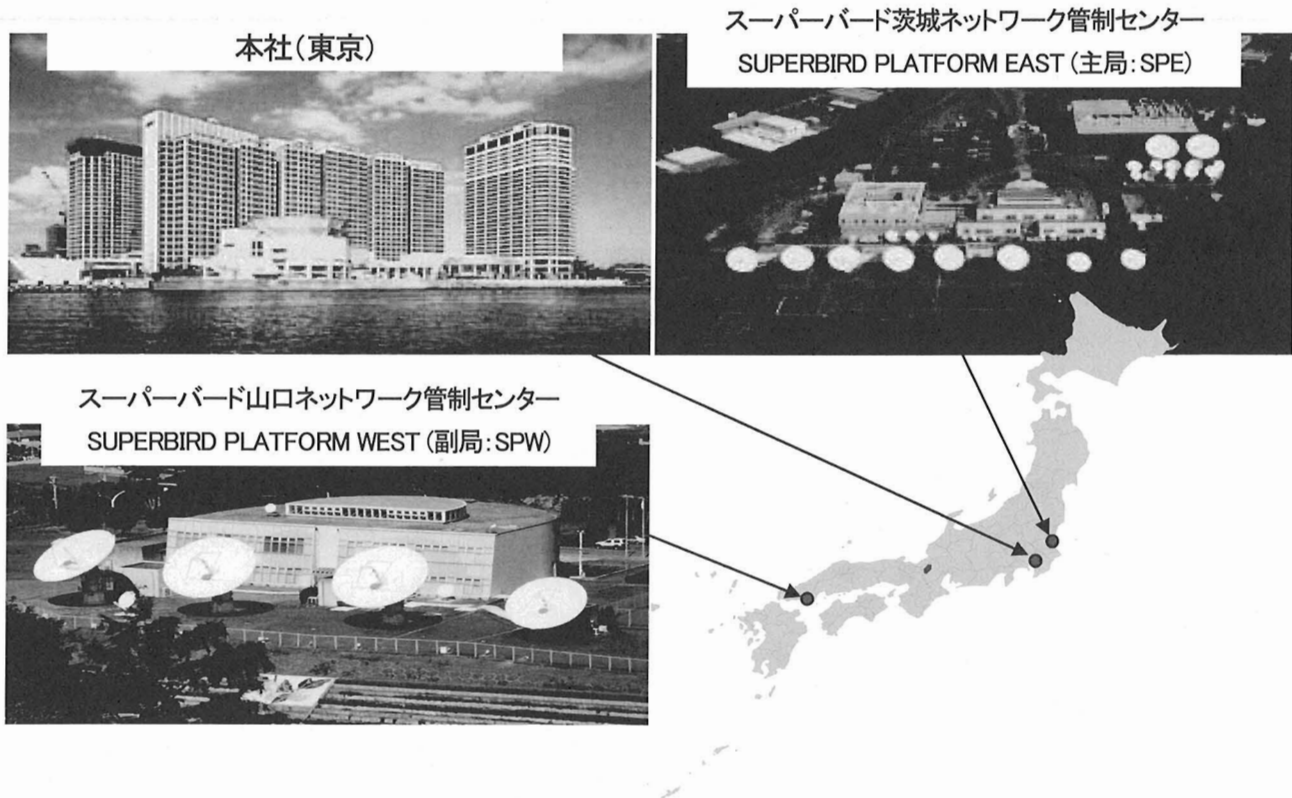 本社(東京)
スーパーバード茨城ネットワーク管制センター
SUPERBIRD PLATFORM EAST (主局:SPE)
スーパーバード山口ネットワーク管制センター
SUPERBIRD PLATFORM WEST (副局:SPW)